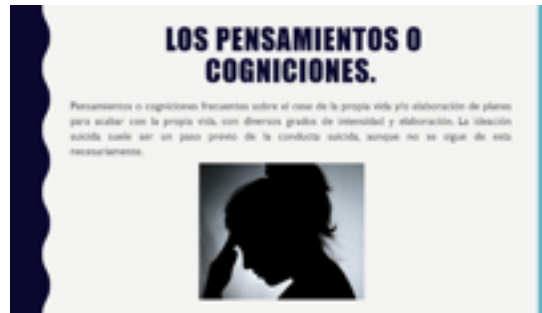 LOS PENSAMIENTOS O
COGNICIONES.
Pensamientos o cogniciones frecuentes sobre el cese de la propia vida y/o elaboración de planes
para acabar con la propia vida, con diversos grados de intensidad y elaboración. La ideación
suicida suele ser un paso previo de la conducta suicida, aunque no se sigue de esta
necesariamente.